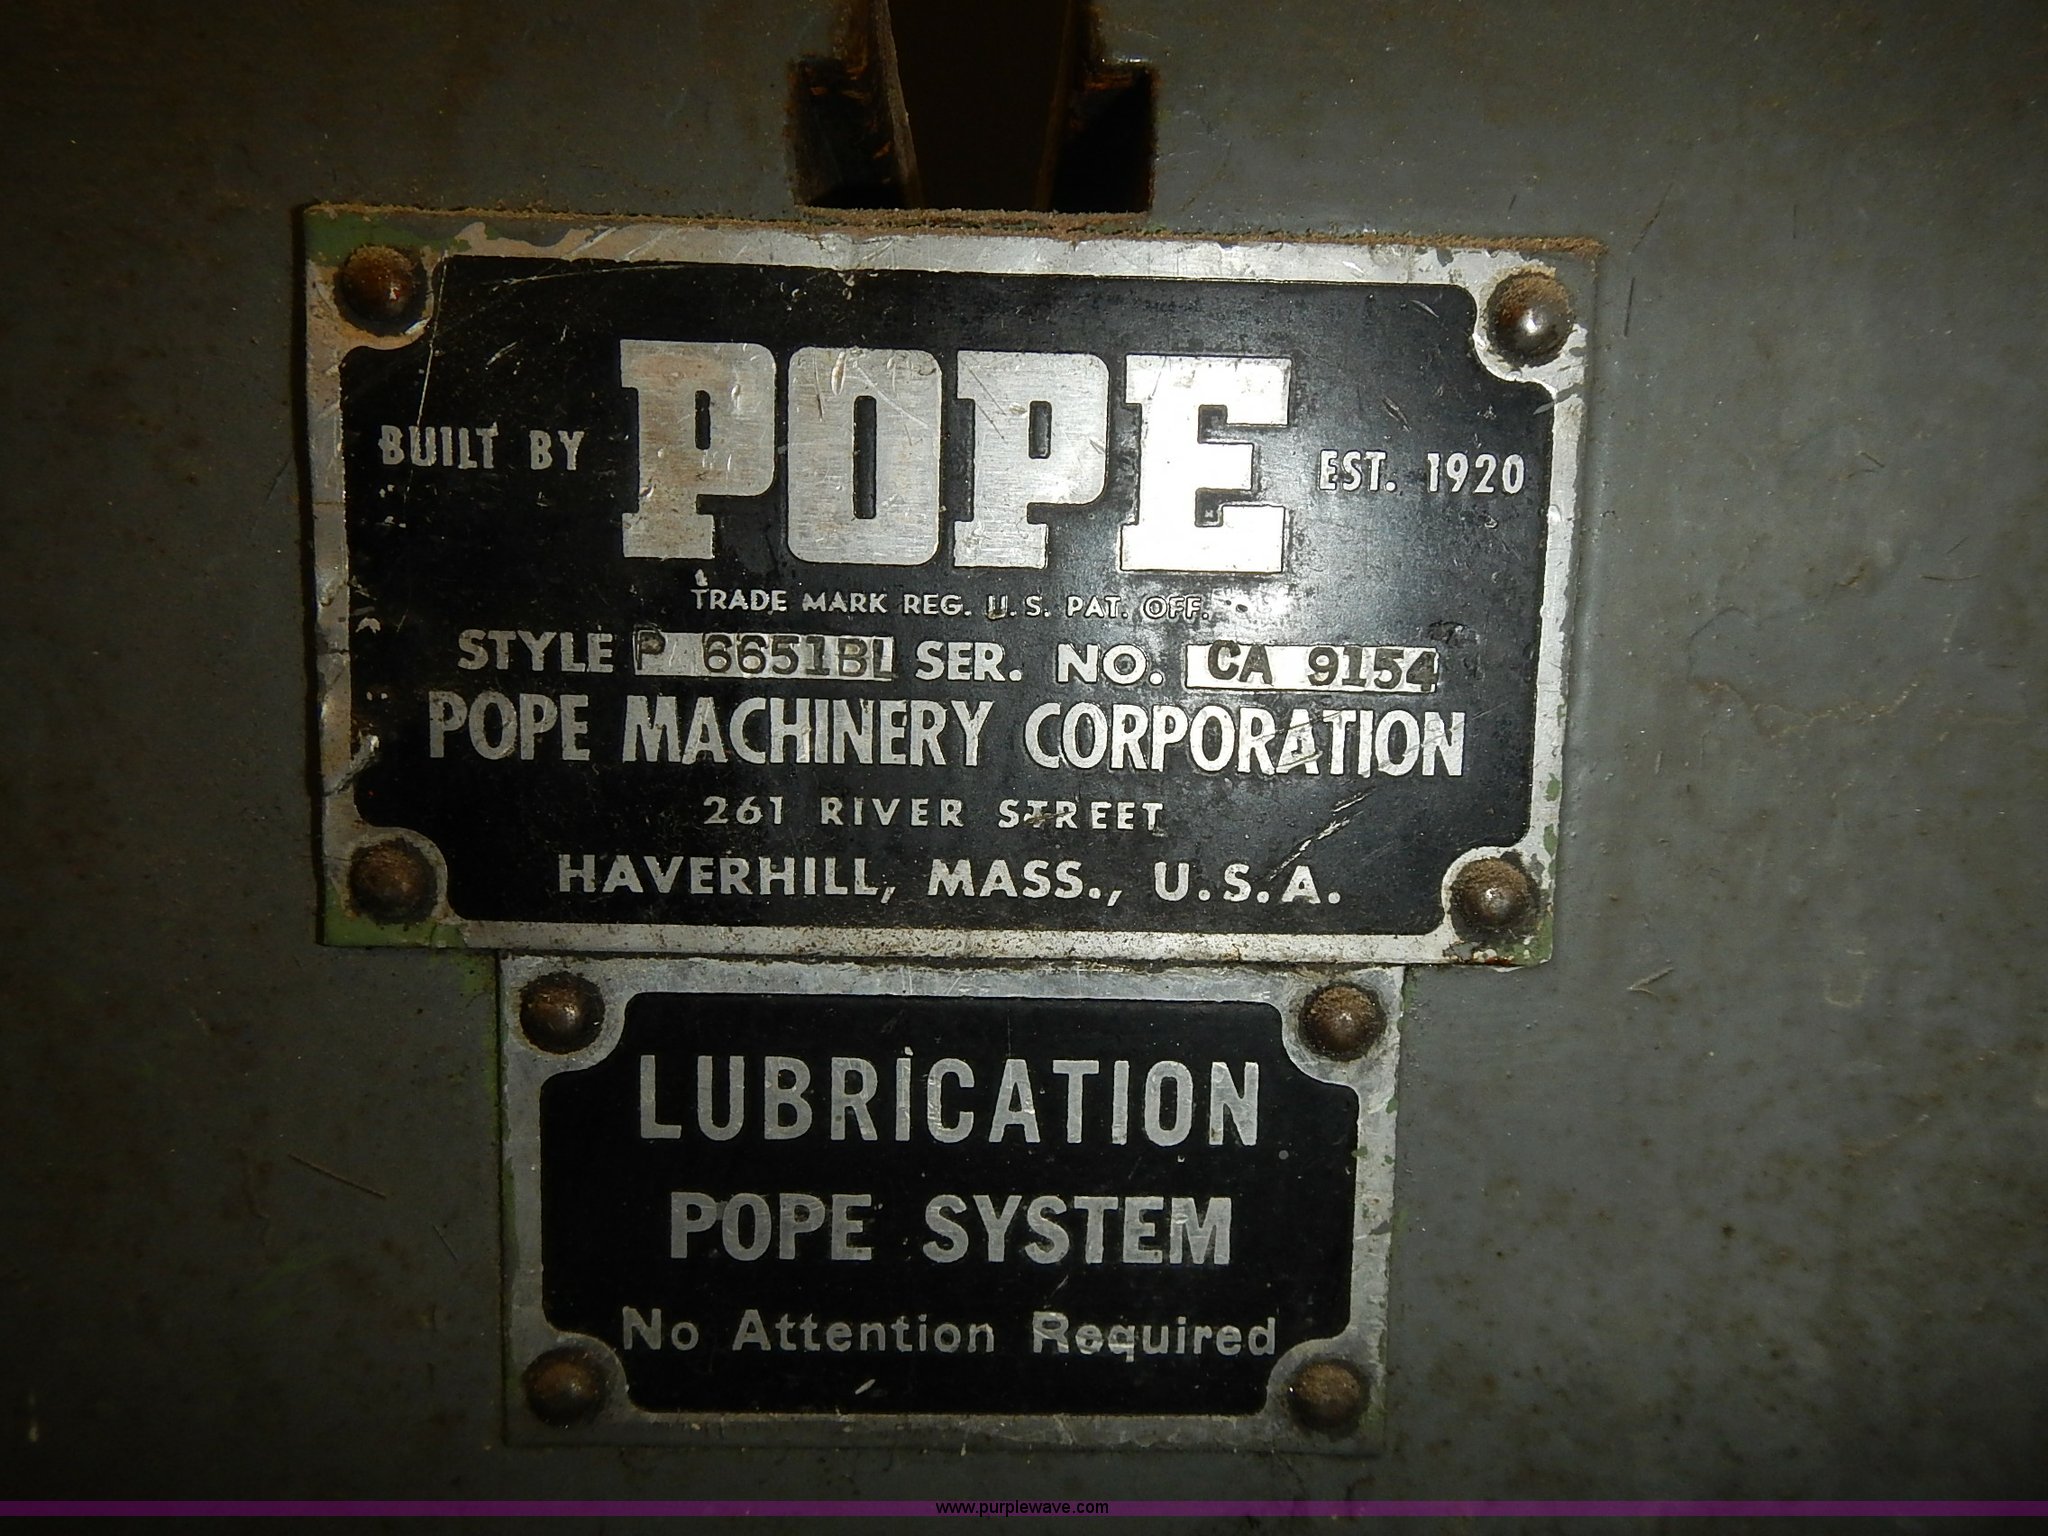 BUILT BY POPE EST. 1920
TRADE MARK REG. U.S. PAT. OFF.
STYLE P 6651BL SER. NO. CA 9154
POPE MACHINERY CORPORATION
261 RIVER STREET
HAVERHILL, MASS., U.S.A.
LUBRICATION
POPE SYSTEM
No Attention Required
www.purplewave.com